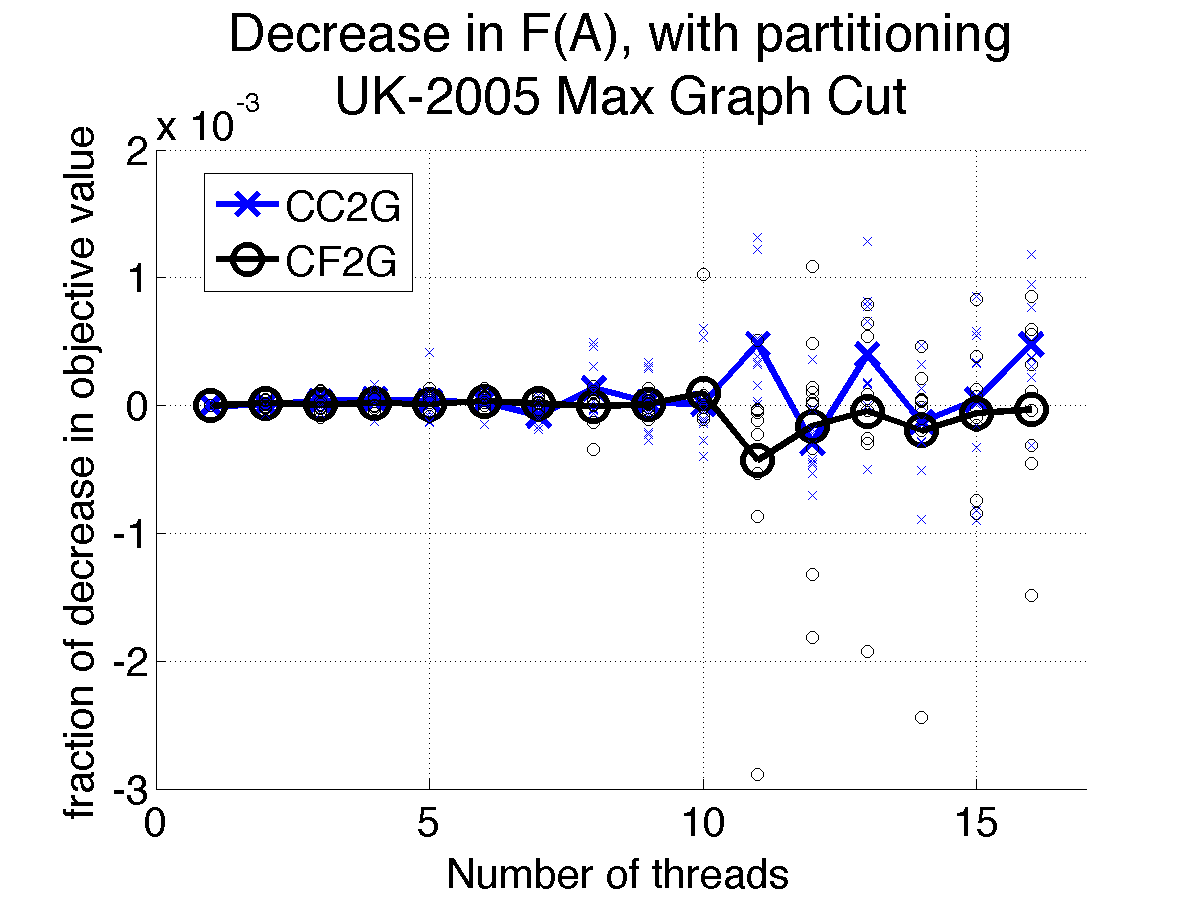 Decrease in F(A), with partitioning
UK-2005 Max Graph Cut
x 10^-3
2
1
0
-1
-2
-3
fraction of decrease in objective value
CC2G
CF2G
0 5 10 15
Number of threads